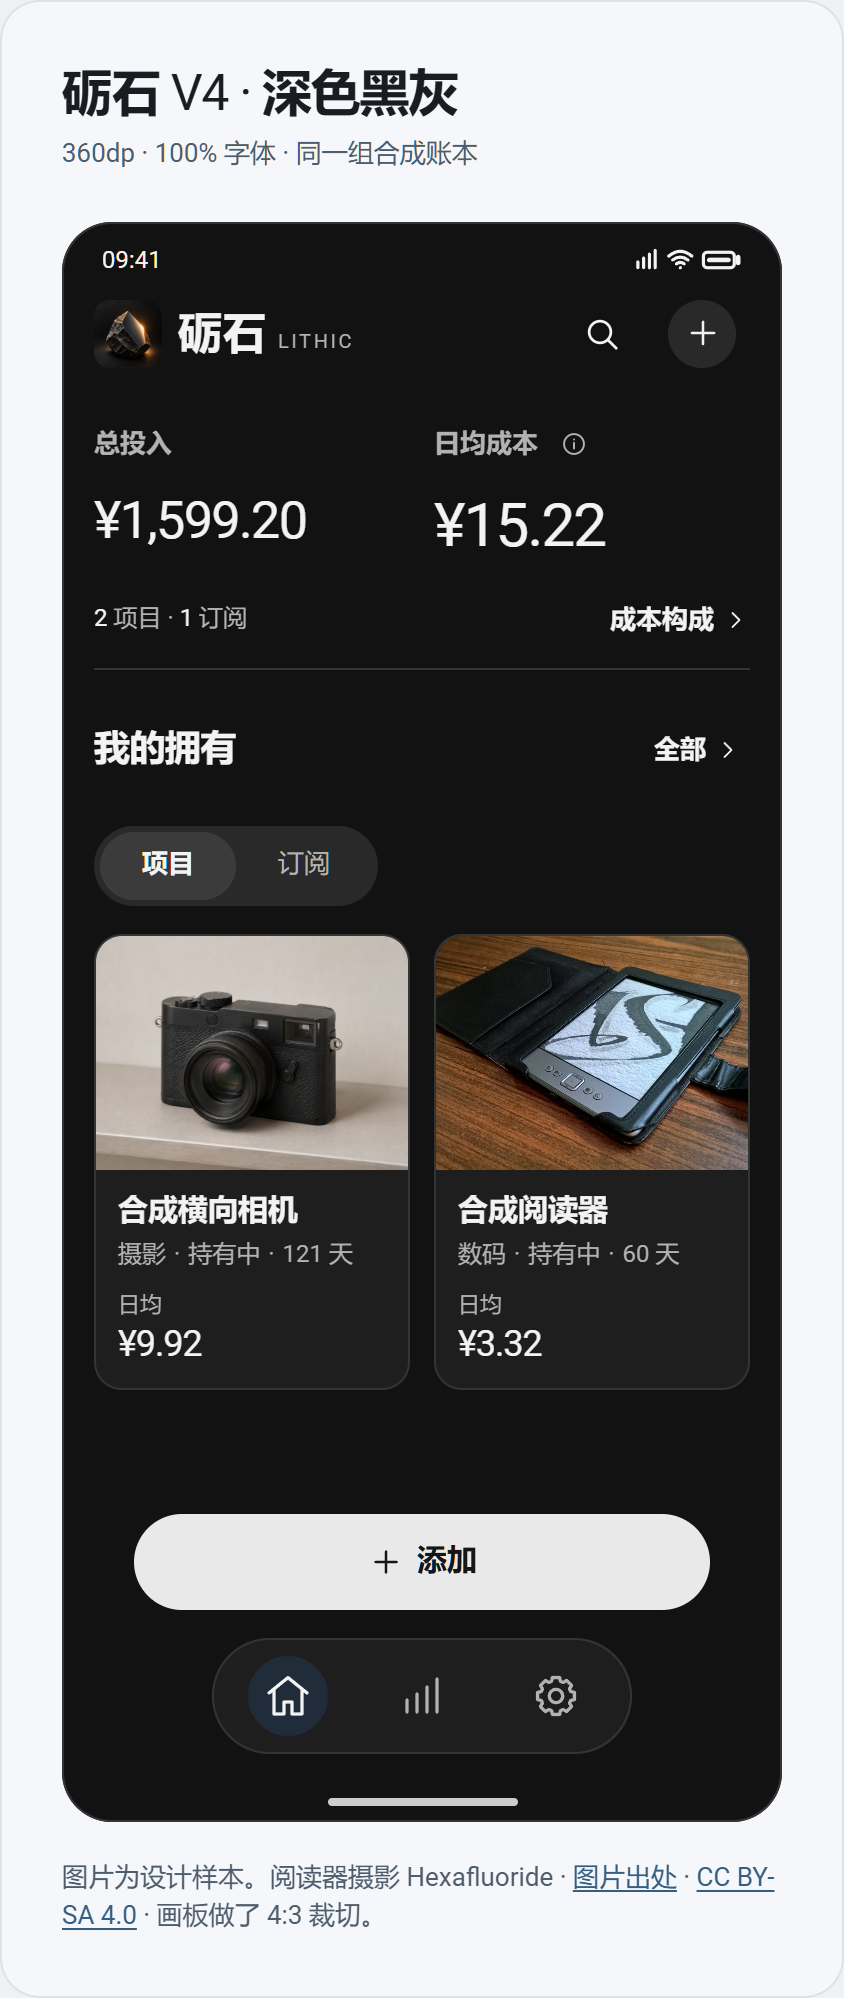 砺石 V4 · 深色黑灰
360dp · 100% 字体 · 同一组合成账本
09:41
砺石 LITHIC
总投入
日均成本
¥1,599.20
¥15.22
2 项目 · 1 订阅
成本构成
我的拥有
全部
项目
订阅
合成横向相机
摄影 · 持有中 · 121 天
日均
¥9.92
合成阅读器
数码 · 持有中 · 60 天
日均
¥3.32
添加
图片为设计样本。阅读器摄影 Hexafluoride · 图片出处 · CC BY-
SA 4.0 · 画板做了 4:3 裁切。